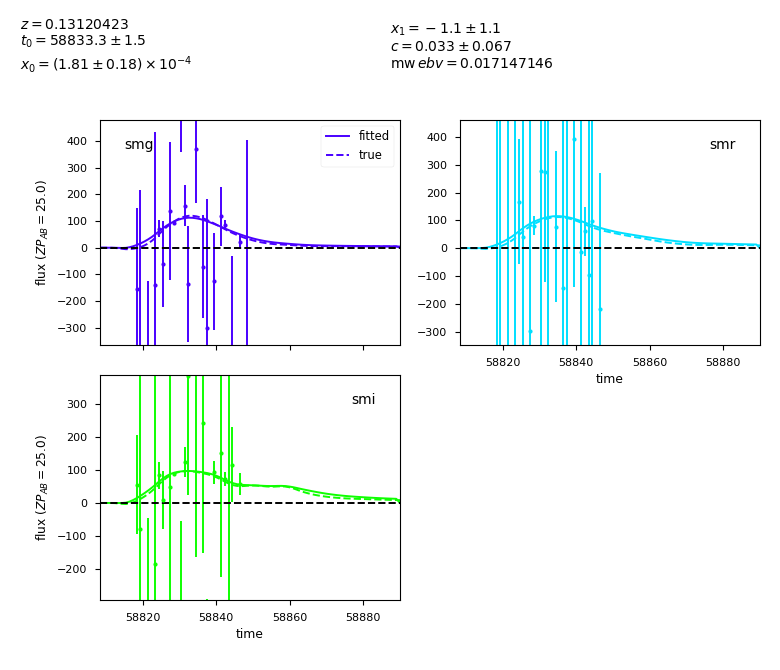 z = 0.13120423
t₀ = 58833.3 ± 1.5
x₀ = (1.81 ± 0.18) × 10⁻⁴
x₁ = −1.1 ± 1.1
c = 0.033 ± 0.067
mw ebv = 0.017147146
smg
fitted
true
400
300
200
100
0
−100
−200
−300
flux (ZP_AB = 25.0)
smr
400
300
200
100
0
−100
−200
−300
58820 58840 58860 58880
time
smi
300
200
100
0
−100
−200
flux (ZP_AB = 25.0)
58820 58840 58860 58880
time